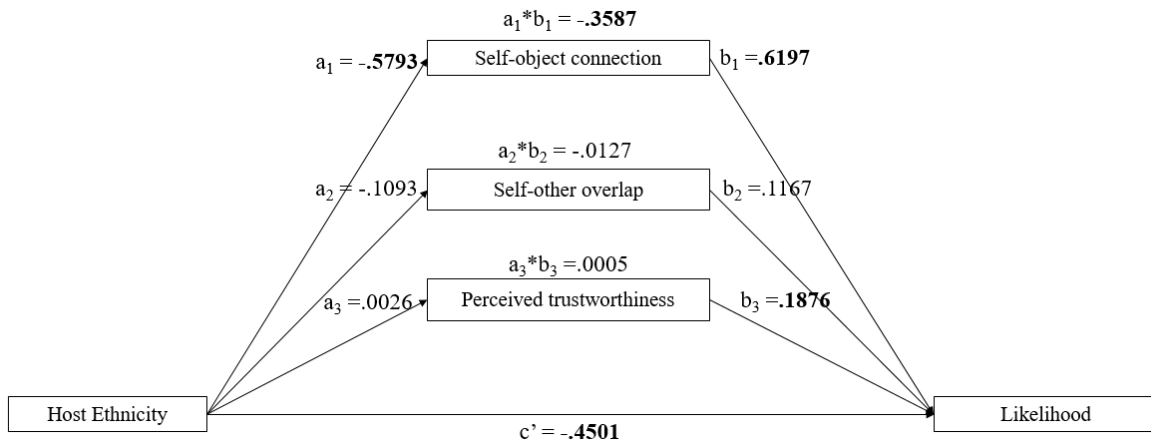 a₁*b₁ = -.3587
a₁ = -.5793
Self-object connection
b₁ =.6197
a₂*b₂ = -.0127
a₂ = -.1093
Self-other overlap
b₂ =.1167
a₃*b₃ =.0005
a₃ =.0026
Perceived trustworthiness
b₃ =.1876
Host Ethnicity
Likelihood
c’ = -.4501